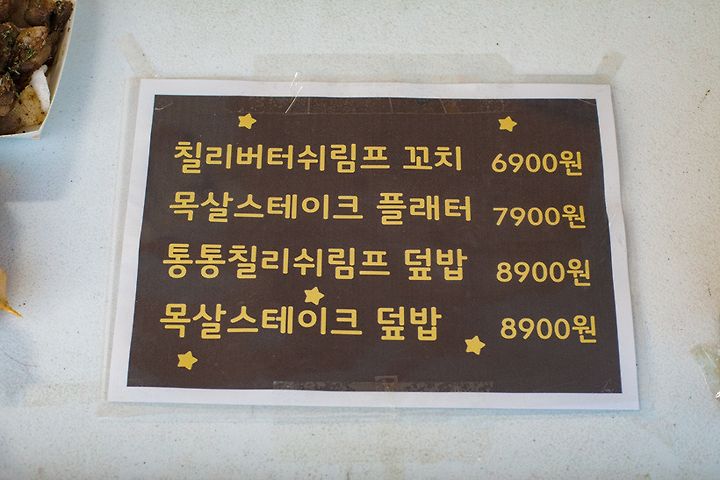 칠리버터쉬림프 꼬치 6900원
목살스테이크 플래터 7900원
통통칠리쉬림프 덮밥 8900원
목살스테이크 덮밥 8900원